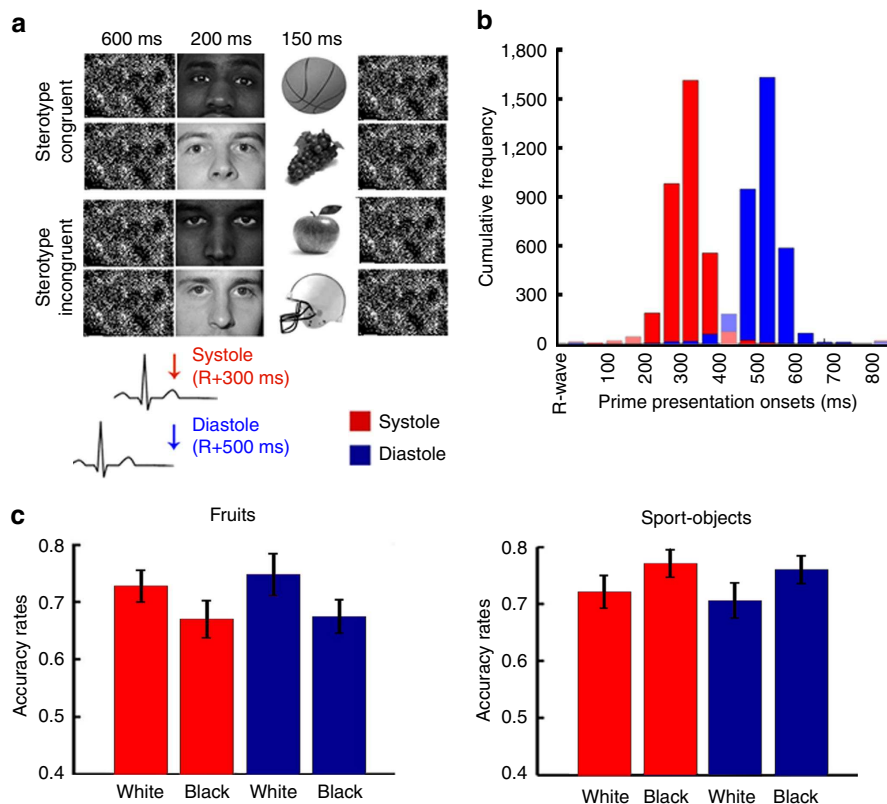 a
600 ms 200 ms 150 ms
Sterotype
congruent
Sterotype
incongruent
Systole
(R+300 ms)
Diastole
(R+500 ms)
Systole
Diastole
b
Cumulative frequency
1,800
1,500
1,200
900
600
300
0
R-wave 100 200 300 400 500 600 700 800
Prime presentation onsets (ms)
c
Fruits
Accuracy rates
0.8
0.7
0.6
0.5
0.4
White Black White Black
Sport-objects
Accuracy rates
0.8
0.7
0.6
0.5
0.4
White Black White Black